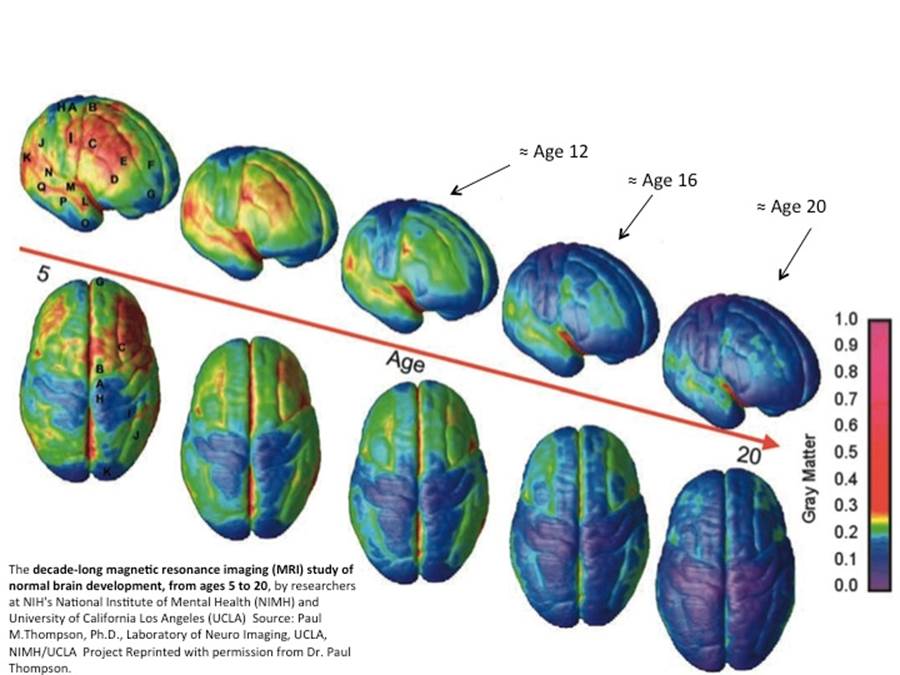 ≈ Age 12
≈ Age 16
≈ Age 20
H A B
I
J C
K E F
N D
Q M G
P L
O
5
Age
20
G
C
B
A
H
I
J
K
Gray Matter
1.0
0.9
0.8
0.7
0.6
0.5
0.4
0.3
0.2
0.1
0.0
The decade-long magnetic resonance imaging (MRI) study of
normal brain development, from ages 5 to 20, by researchers
at NIH's National Institute of Mental Health (NIMH) and
University of California Los Angeles (UCLA) Source: Paul
M.Thompson, Ph.D., Laboratory of Neuro Imaging, UCLA,
NIMH/UCLA Project Reprinted with permission from Dr. Paul
Thompson.